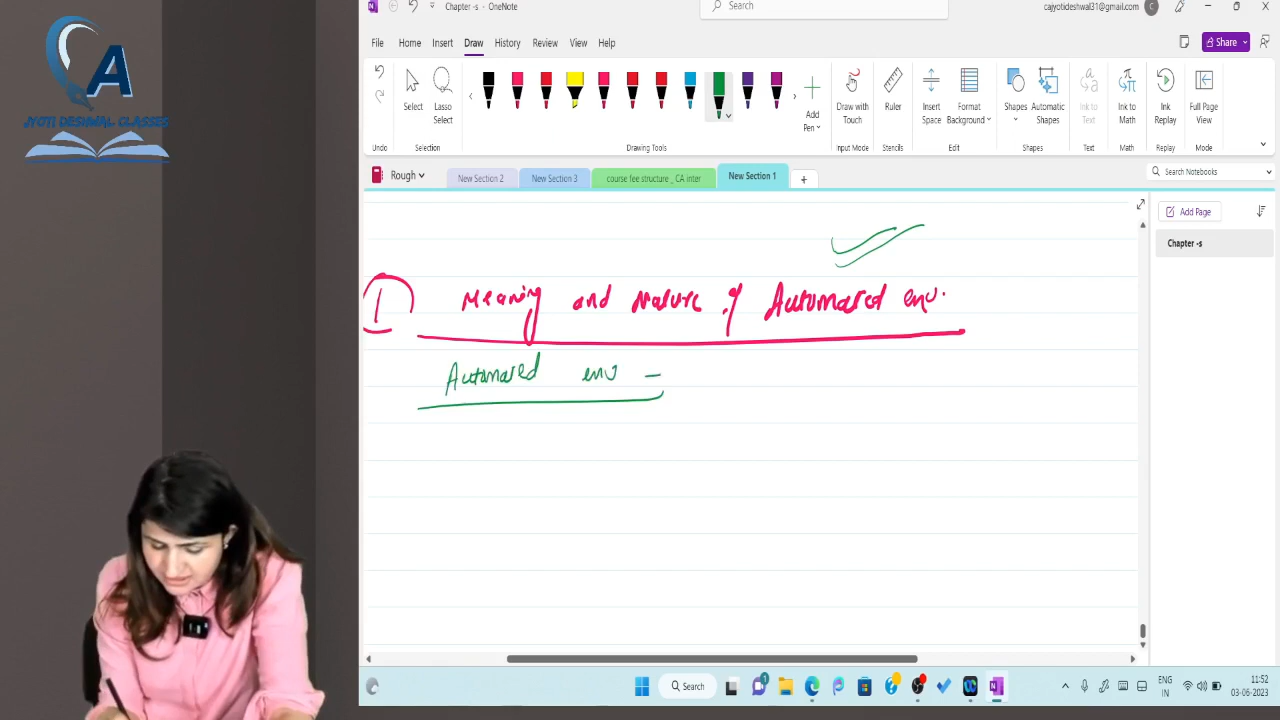 Chapter -s - OneNote
Search
cajyotideshwal31@gmail.com
C
File Home Insert Draw History Review View Help
Share
Select
Lasso Select
Add Pen
Draw with Touch
Ruler
Insert Space
Format Background
Shapes
Automatic Shapes
Ink to Text
Ink to Math
Ink Replay
Full Page View
Undo
Selection
Drawing Tools
Input Mode
Stencils
Edit
Shapes
Text
Math
Replay
Mode
Rough
New Section 2
New Section 3
course fee structure _ CA inter
New Section 1
Search Notebooks
Add Page
Chapter -s
CA
JYOTI DESHWAL CLASSES
1 Meaning and Nature of Automated env.
Automated env -
Search
ENG
IN
11:52
03-06-2023